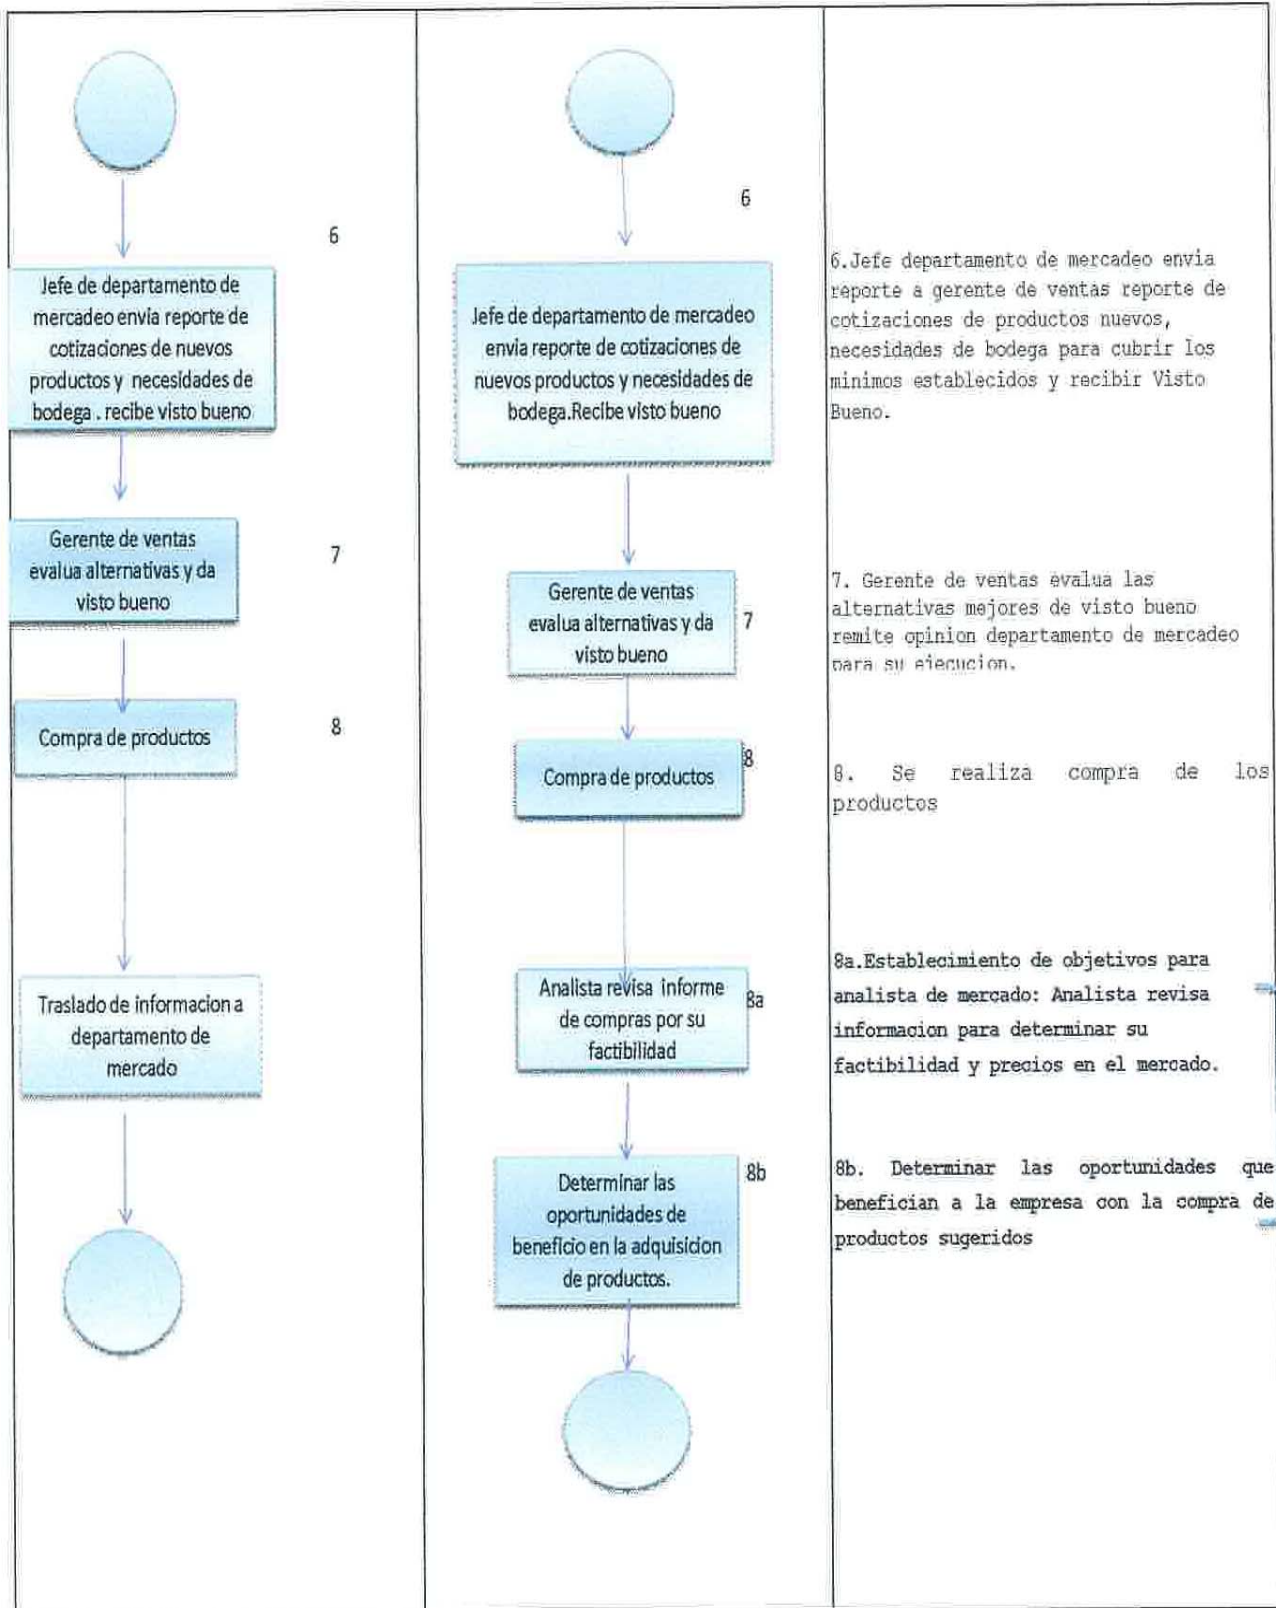 6
Jefe de departamento de
mercadeo envia reporte de
cotizaciones de nuevos
productos y necesidades de
bodega . recibe visto bueno
Gerente de ventas
evalua alternativas y da
visto bueno
7
Compra de productos
8
Traslado de informacion a
departamento de
mercado
6
Jefe de departamento de mercadeo
envia reporte de cotizaciones de
nuevos productos y necesidades de
bodega.Recibe visto bueno
Gerente de ventas
evalua alternativas y da
visto bueno
7
Compra de productos
8
Analista revisa informe
de compras por su
factibilidad
8a
Determinar las
oportunidades de
beneficio en la adquisicion
de productos.
8b
6.Jefe departamento de mercadeo envia
reporte a gerente de ventas reporte de
cotizaciones de productos nuevos,
necesidades de bodega para cubrir los
minimos establecidos y recibir Visto
Bueno.
7. Gerente de ventas evalua las
alternativas mejores de visto bueno
remite opinion departamento de mercadeo
para su ejecucion.
8. Se realiza compra de los
productos
8a.Establecimiento de objetivos para
analista de mercado: Analista revisa
informacion para determinar su
factibilidad y precios en el mercado.
8b. Determinar las oportunidades que
benefician a la empresa con la compra de
productos sugeridos